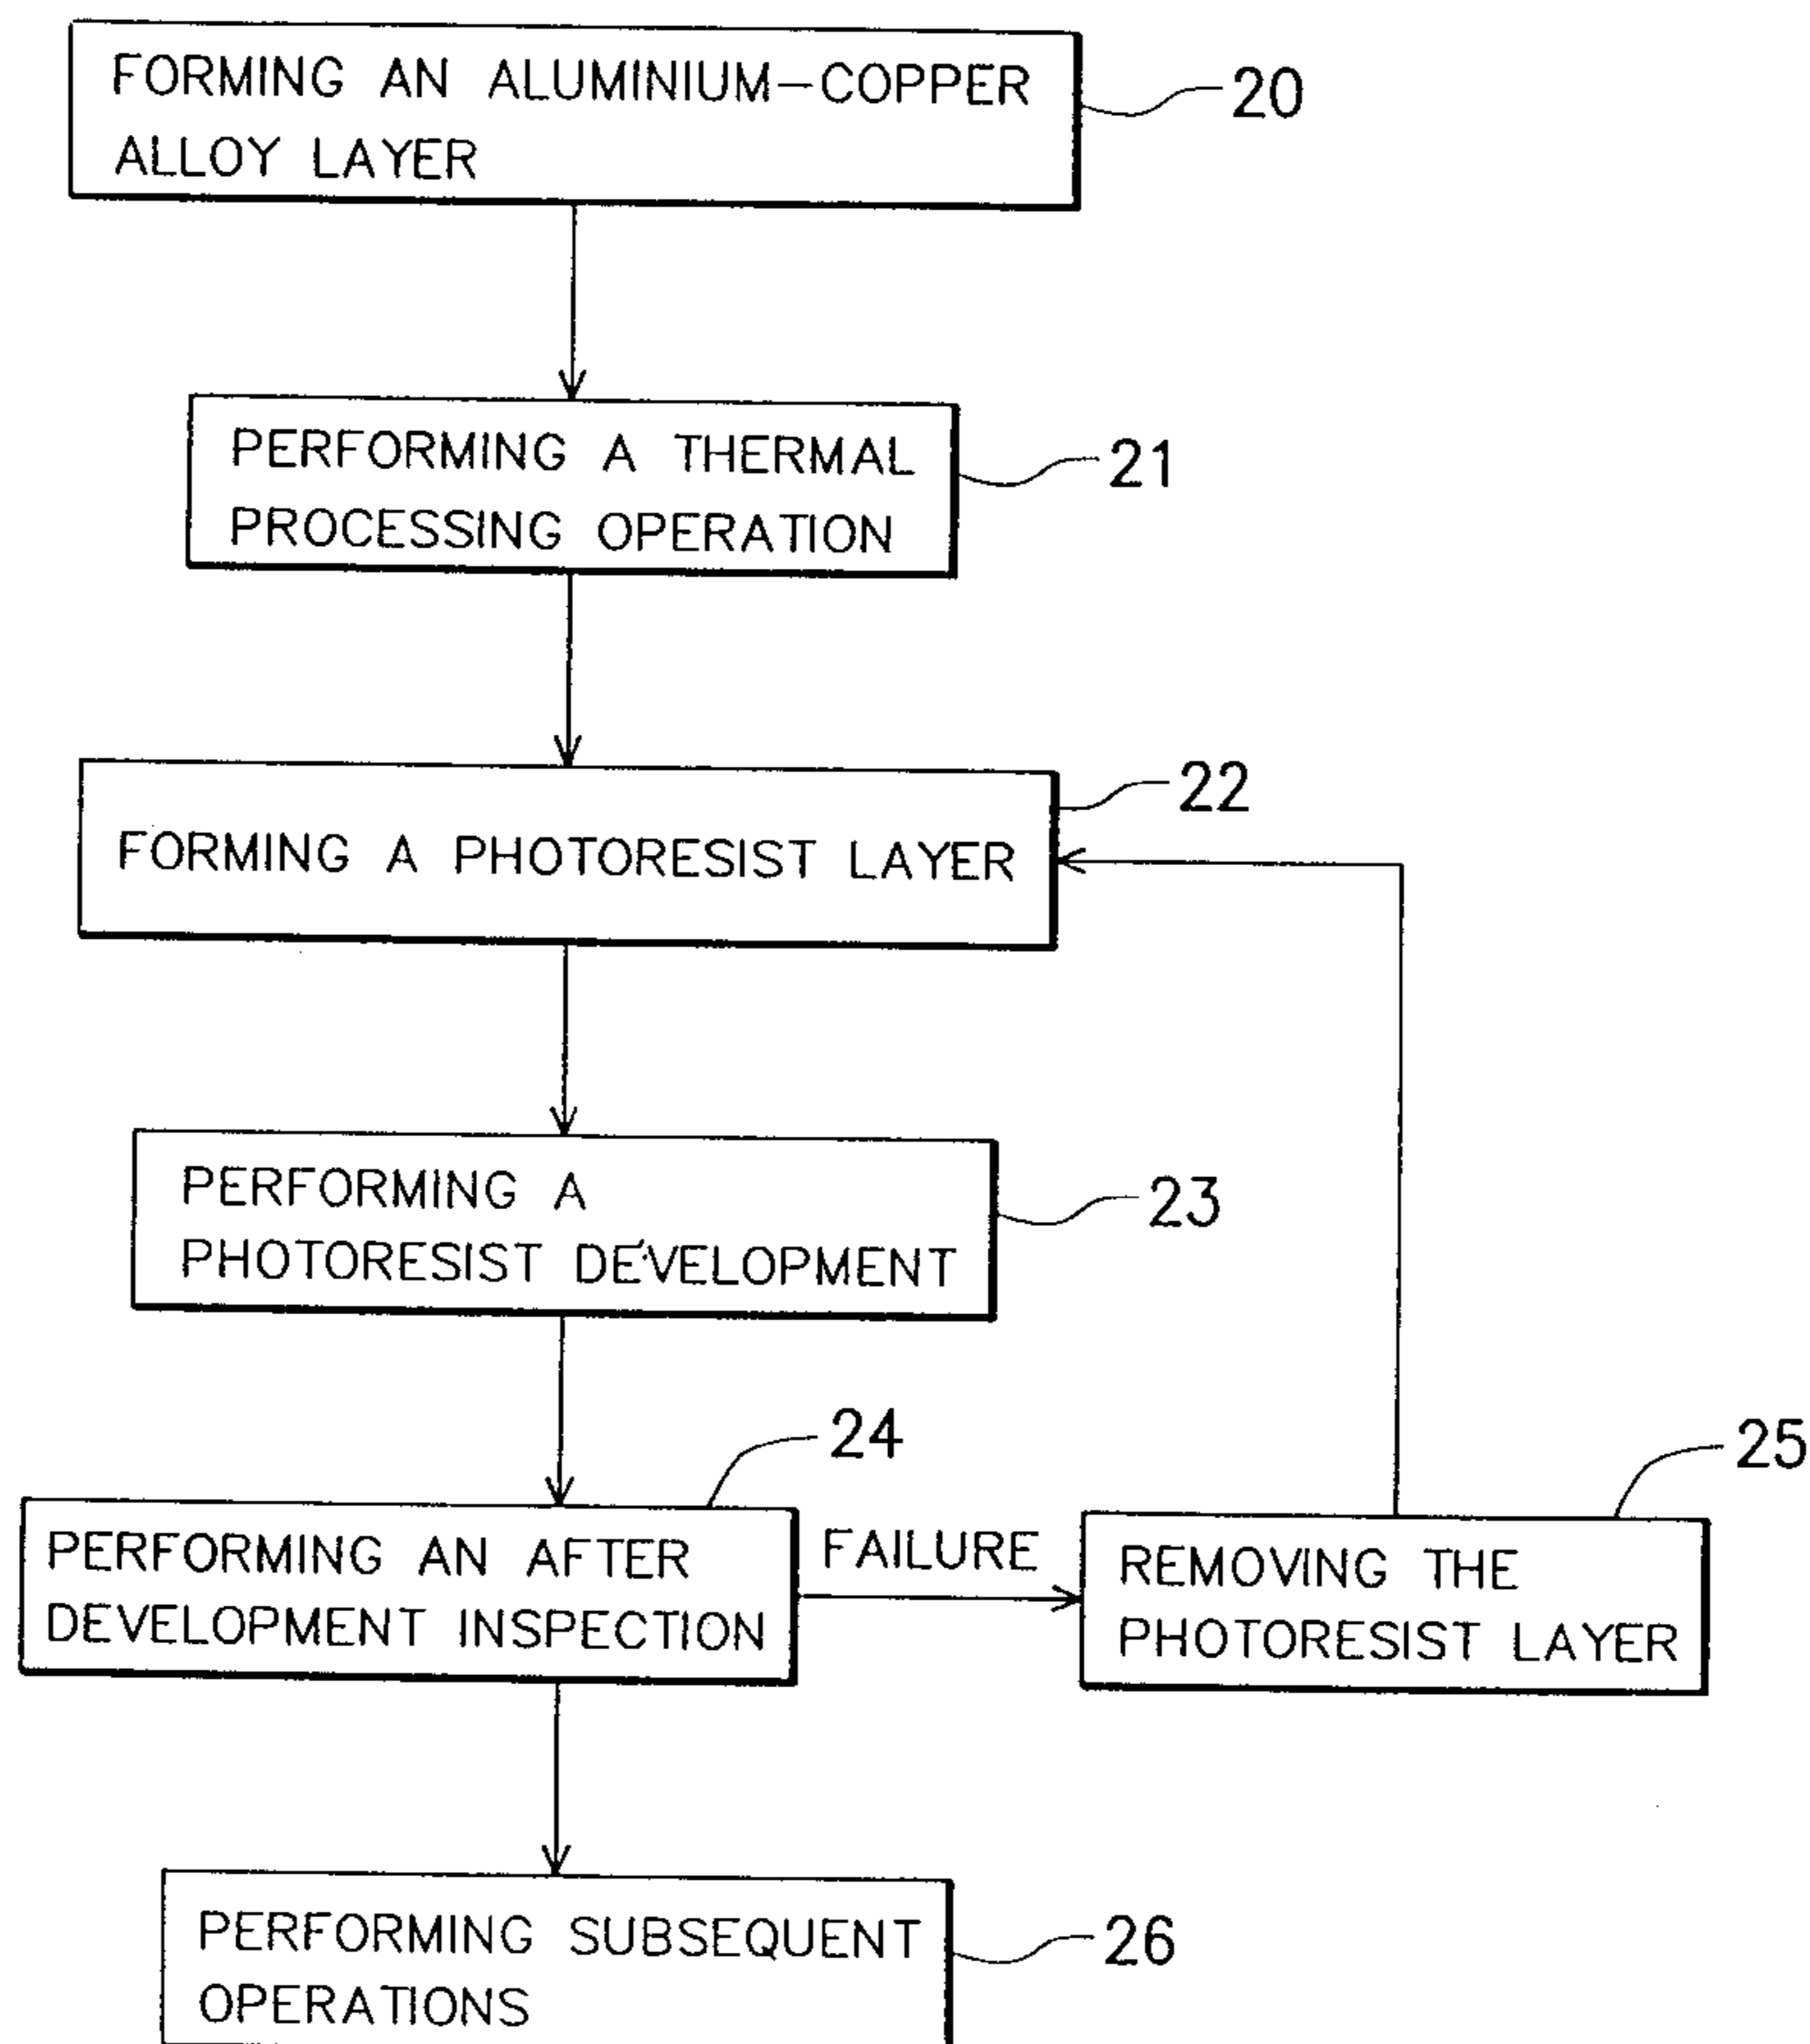 FORMING AN ALUMINIUM-COPPER
ALLOY LAYER
20
PERFORMING A THERMAL
PROCESSING OPERATION
21
22
FORMING A PHOTORESIST LAYER
PERFORMING A
PHOTORESIST DEVELOPMENT
23
24
25
PERFORMING AN AFTER
DEVELOPMENT INSPECTION
FAILURE
REMOVING THE
PHOTORESIST LAYER
PERFORMING SUBSEQUENT
OPERATIONS
26